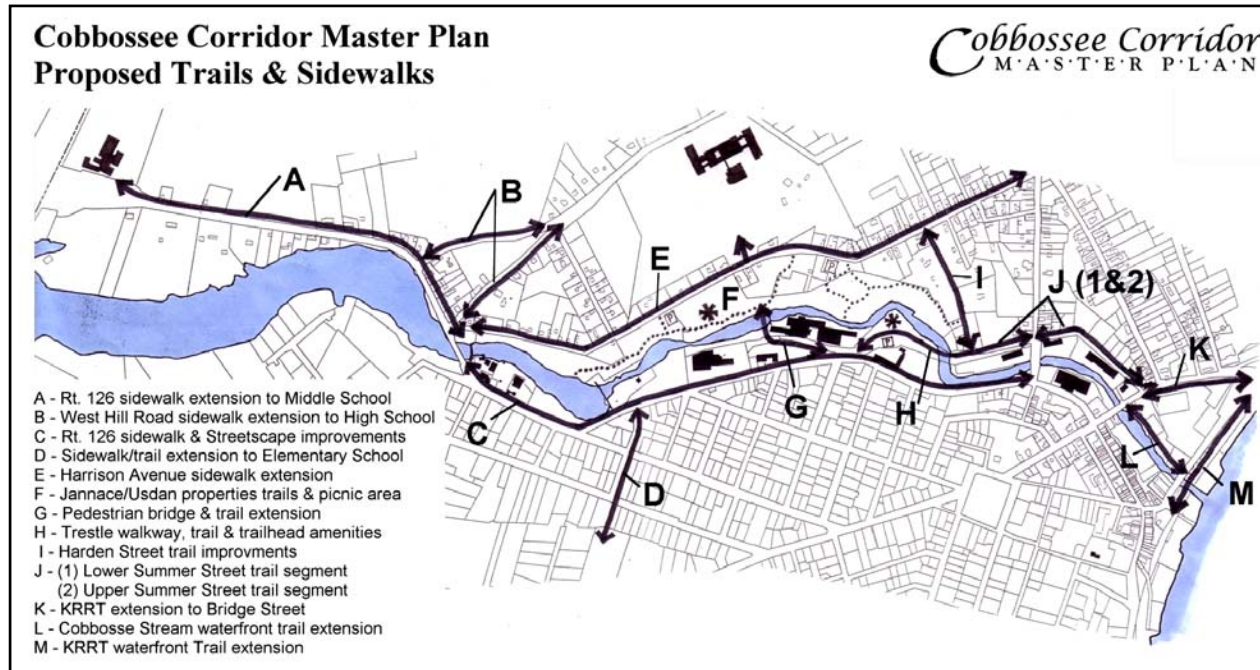 Cobbossee Corridor Master Plan
Proposed Trails & Sidewalks
Cobbossee Corridor
M·A·S·T·E·R P·L·A·N
A
B
E
F
I
J (1&2)
K
C
G
H
L
D
M
P
P
P
A - Rt. 126 sidewalk extension to Middle School
B - West Hill Road sidewalk extension to High School
C - Rt. 126 sidewalk & Streetscape improvements
D - Sidewalk/trail extension to Elementary School
E - Harrison Avenue sidewalk extension
F - Jannace/Usdan properties trails & picnic area
G - Pedestrian bridge & trail extension
H - Trestle walkway, trail & trailhead amenities
I - Harden Street trail improvments
J - (1) Lower Summer Street trail segment
(2) Upper Summer Street trail segment
K - KRRT extension to Bridge Street
L - Cobbosse Stream waterfront trail extension
M - KRRT waterfront Trail extension